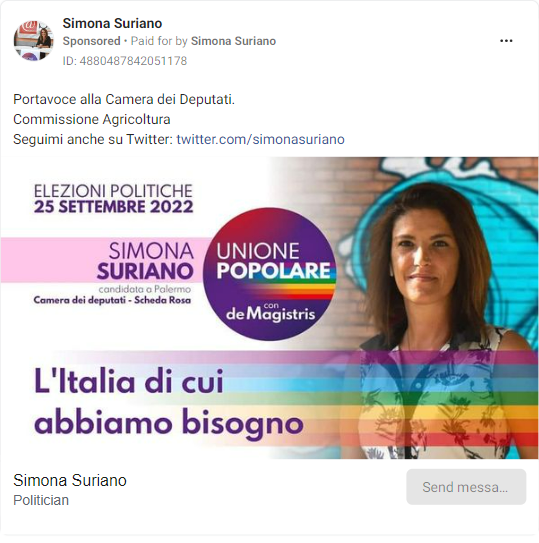 Simona Suriano
Sponsored • Paid for by Simona Suriano
ID: 4880487842051178
Portavoce alla Camera dei Deputati.
Commissione Agricoltura
Seguimi anche su Twitter: twitter.com/simonasuriano
ELEZIONI POLITICHE
25 SETTEMBRE 2022
SIMONA
SURIANO
candidata a Palermo
Camera dei deputati - Scheda Rosa
UNIONE
POPOLARE
con
de Magistris
L'Italia di cui
abbiamo bisogno
Simona Suriano
Politician
Send messa...